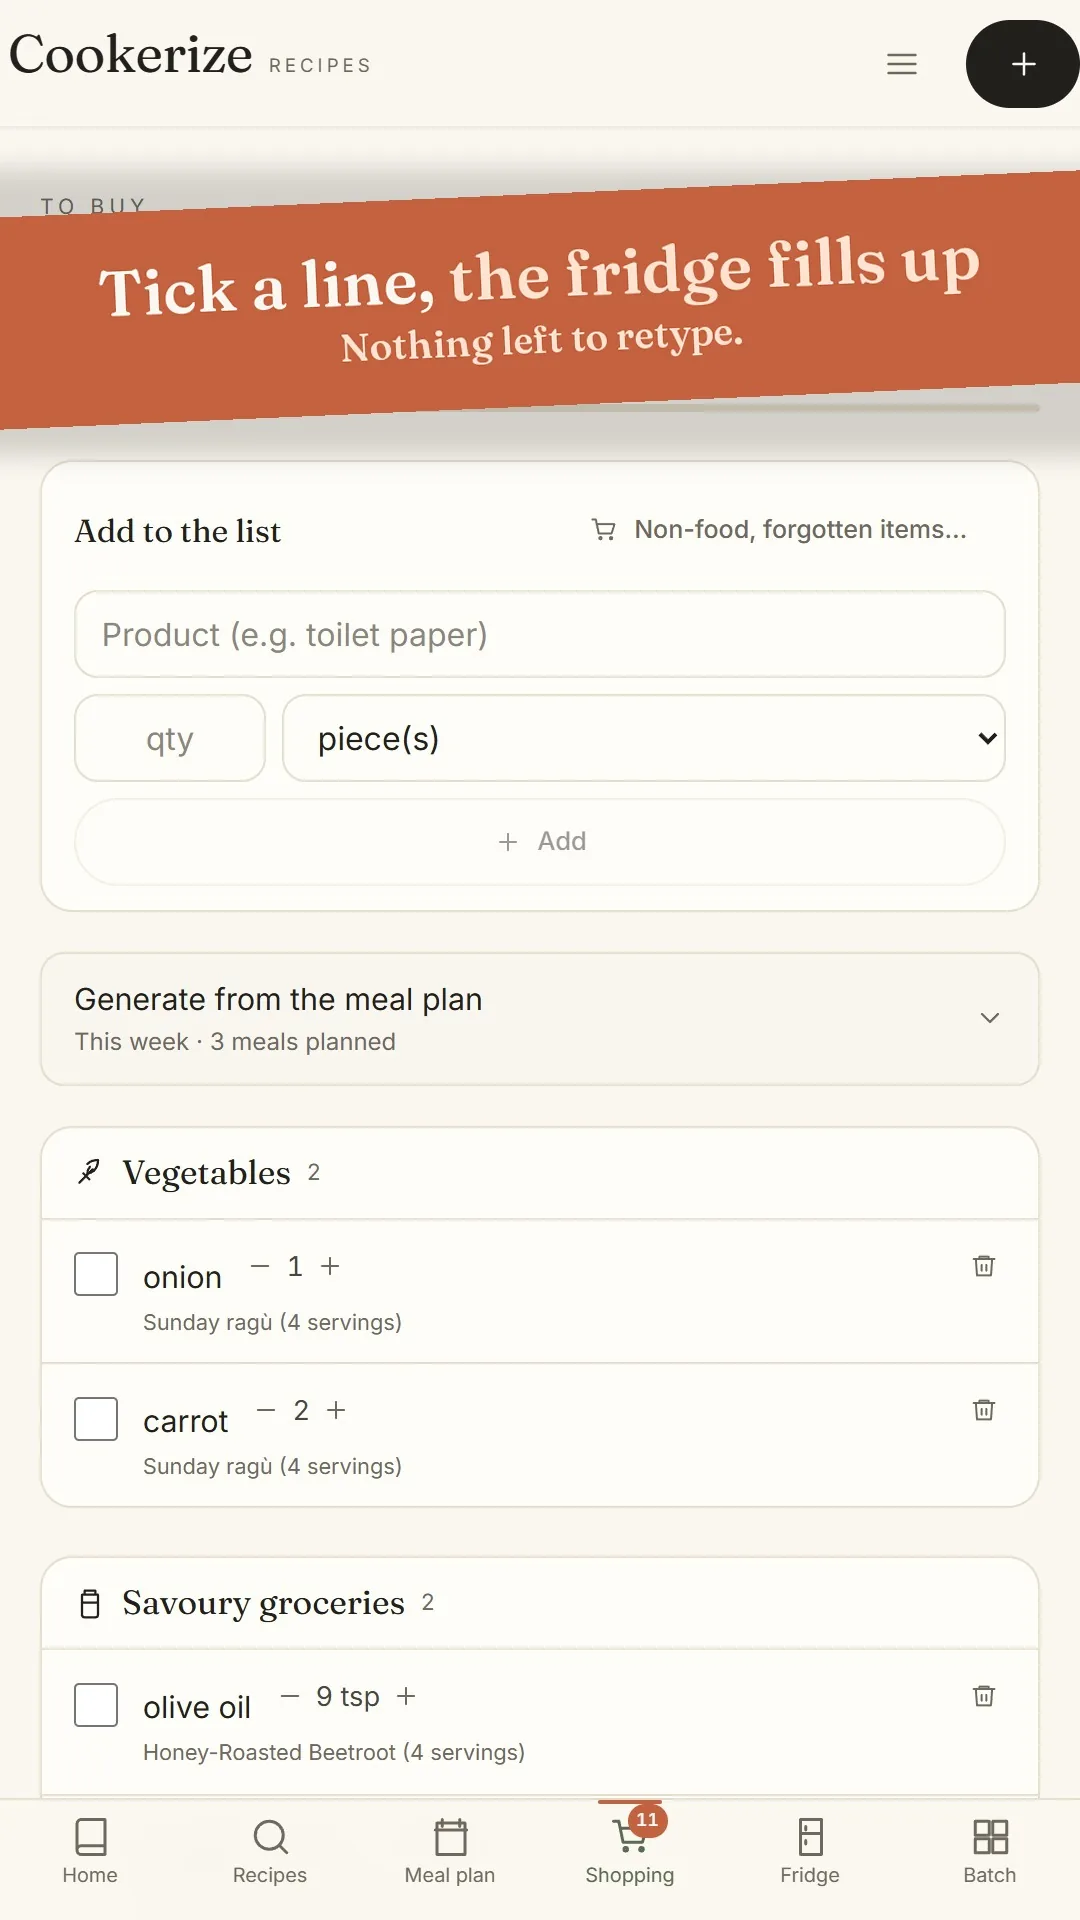 Cookerize RECIPES
TO BUY
Tick a line, the fridge fills up
Nothing left to retype.
Add to the list
Non-food, forgotten items...
Product (e.g. toilet paper)
qty
piece(s)
+ Add
Generate from the meal plan
This week · 3 meals planned
Vegetables 2
onion − 1 +
Sunday ragù (4 servings)
carrot − 2 +
Sunday ragù (4 servings)
Savoury groceries 2
olive oil − 9 tsp +
Honey-Roasted Beetroot (4 servings)
11
Home Recipes Meal plan Shopping Fridge Batch